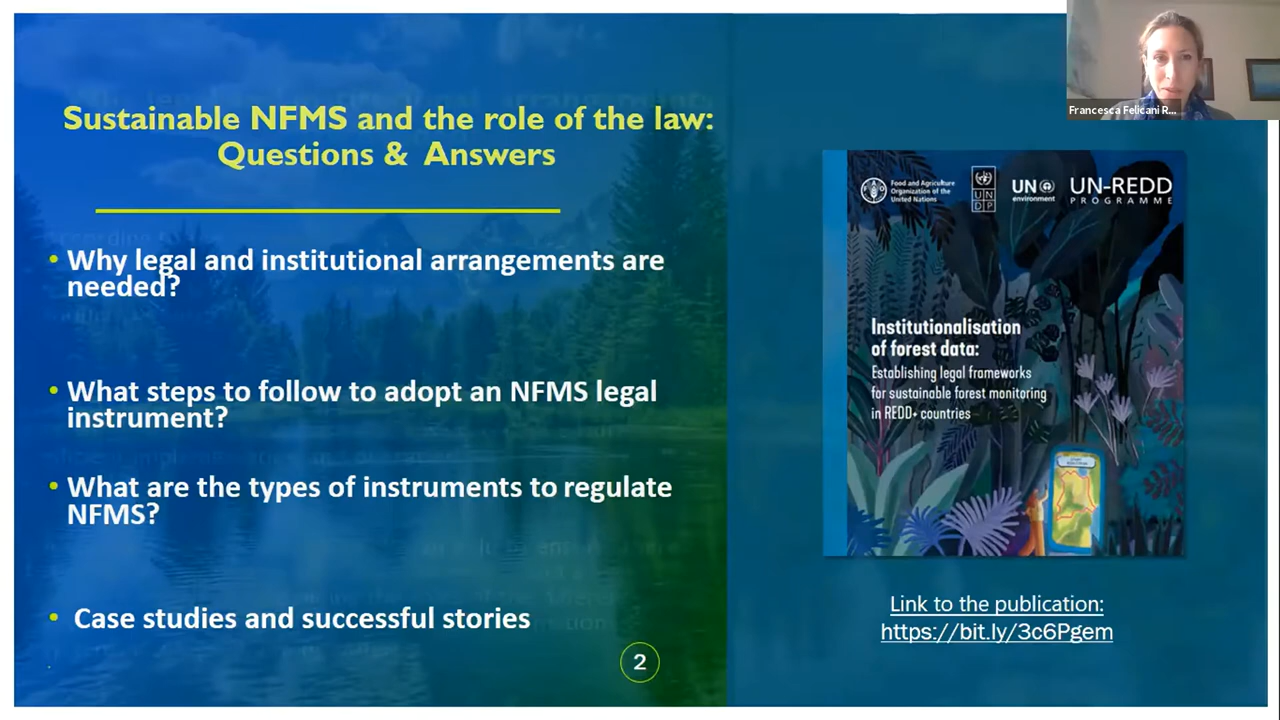 Sustainable NFMS and the role of the law:
Questions & Answers
• Why legal and institutional arrangements are
needed?
• What steps to follow to adopt an NFMS legal
instrument?
• What are the types of instruments to regulate
NFMS?
• Case studies and successful stories
2
Francesca Felicani R...
Food and Agriculture
Organization of the
United Nations
UN
DP
UN
environment
UN-REDD
PROGRAMME
Institutionalisation
of forest data:
Establishing legal frameworks
for sustainable forest monitoring
in REDD+ countries
Link to the publication:
https://bit.ly/3c6Pgem